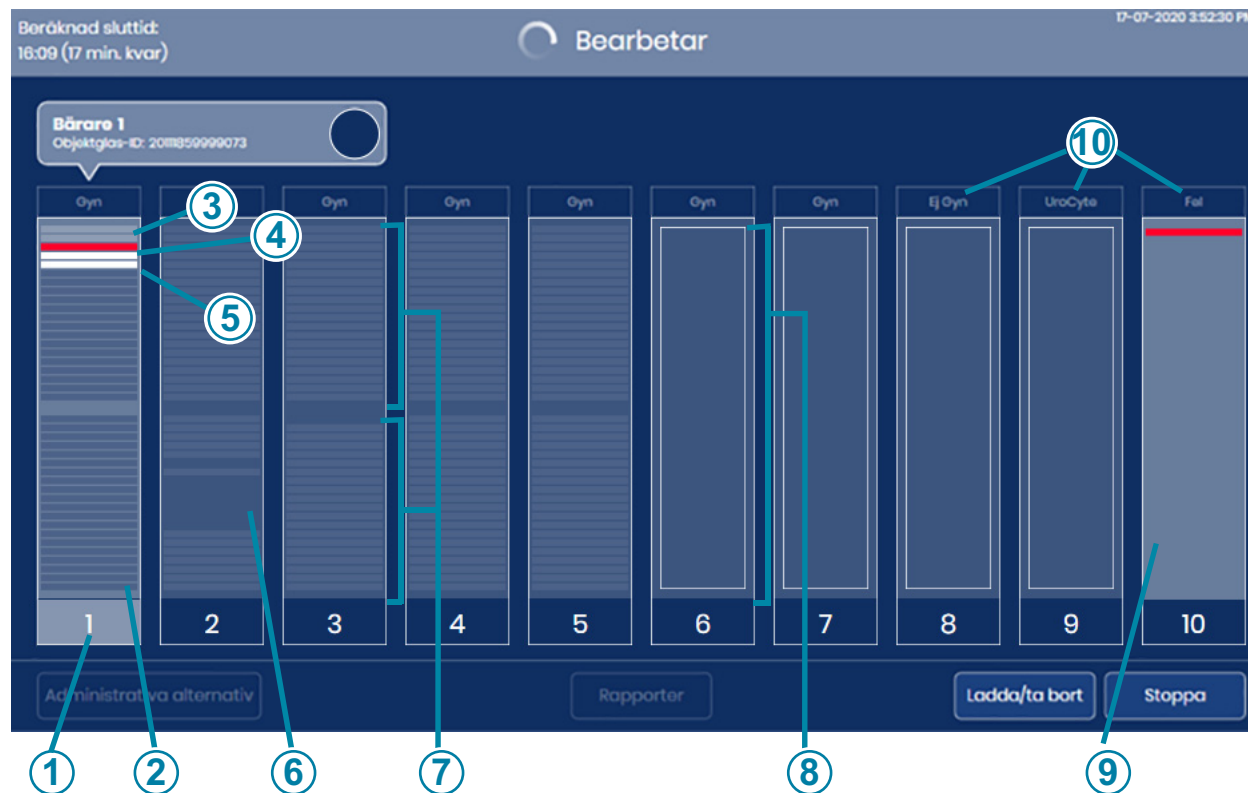 Beräknad sluttid:
16:09 (17 min. kvar)
Bearbetar
17-07-2020 3:52:30 PM
Bärare 1
Objektglas-ID: 20111859999073
10
Gyn
Gyn
Gyn
Gyn
Gyn
Gyn
Ej Gyn
UroCyte
Fel
3
4
5
1
2
3
4
5
6
7
8
9
10
Administrativa alternativ
Rapporter
Ladda/ta bort
Stoppa
1
2
6
7
8
9